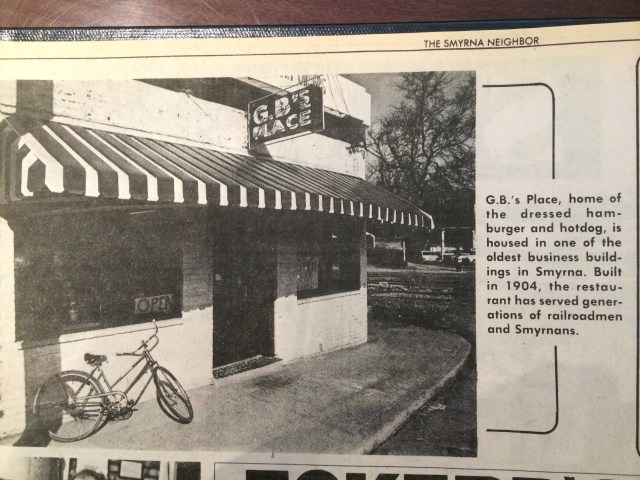 THE SMYRNA NEIGHBOR
G.B.'S
PLACE
OPEN
G.B.'s Place, home of
the dressed ham-
burger and hotdog, is
housed in one of the
oldest business build-
ings in Smyrna. Built
in 1904, the restau-
rant has served gener-
ations of railroadmen
and Smyrnans.